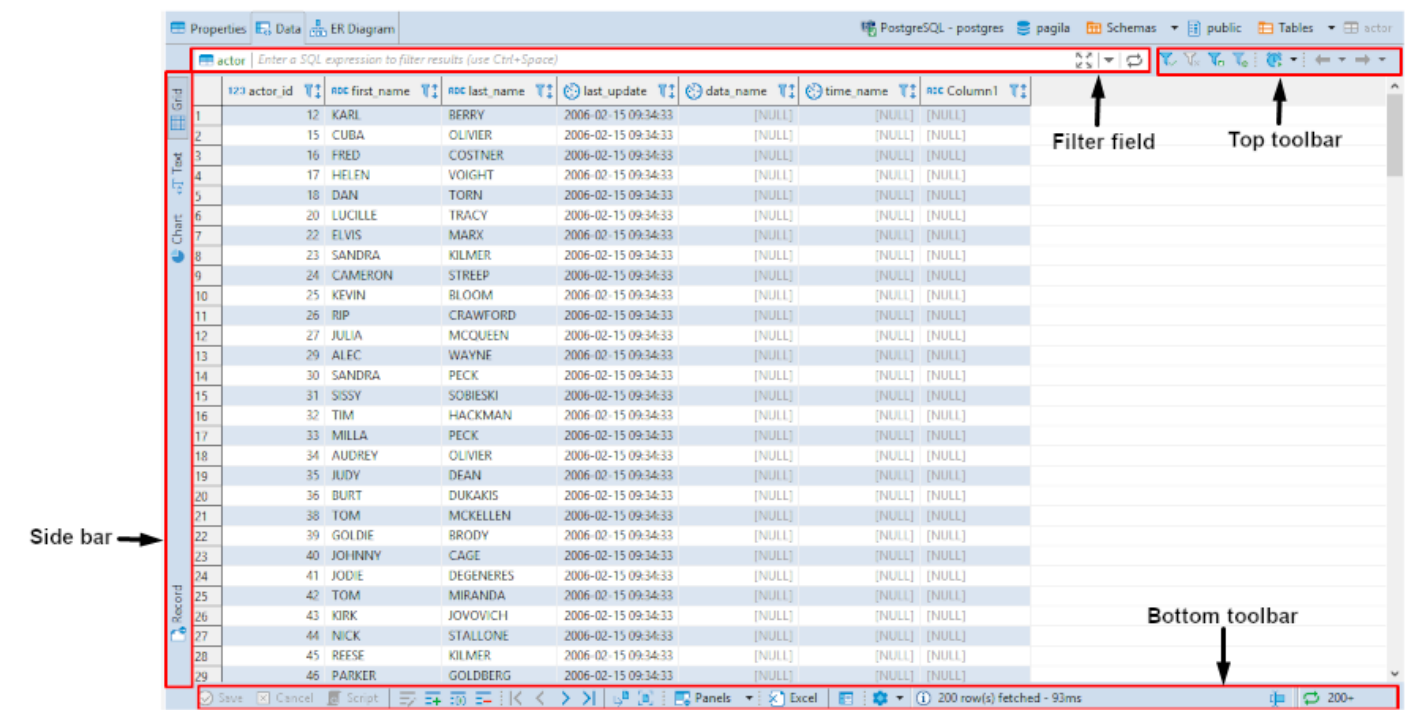 Properties Data ER Diagram PostgreSQL - postgres pagila Schemas public Tables actor
actor Enter a SQL expression to filter results (use Ctrl+Space)
123 actor_id ABC first_name ABC last_name last_update data_name time_name ABC Column1
Filter field
Top toolbar
Grid
Text
Chart
Record
Side bar
1 12 KARL BERRY 2006-02-15 09:34:33 [NULL] [NULL] [NULL]
2 15 CUBA OLIVIER 2006-02-15 09:34:33 [NULL] [NULL] [NULL]
3 16 FRED COSTNER 2006-02-15 09:34:33 [NULL] [NULL] [NULL]
4 17 HELEN VOIGHT 2006-02-15 09:34:33 [NULL] [NULL] [NULL]
5 18 DAN TORN 2006-02-15 09:34:33 [NULL] [NULL] [NULL]
6 20 LUCILLE TRACY 2006-02-15 09:34:33 [NULL] [NULL] [NULL]
7 22 ELVIS MARX 2006-02-15 09:34:33 [NULL] [NULL] [NULL]
8 23 SANDRA KILMER 2006-02-15 09:34:33 [NULL] [NULL] [NULL]
9 24 CAMERON STREEP 2006-02-15 09:34:33 [NULL] [NULL] [NULL]
10 25 KEVIN BLOOM 2006-02-15 09:34:33 [NULL] [NULL] [NULL]
11 26 RIP CRAWFORD 2006-02-15 09:34:33 [NULL] [NULL] [NULL]
12 27 JULIA MCQUEEN 2006-02-15 09:34:33 [NULL] [NULL] [NULL]
13 29 ALEC WAYNE 2006-02-15 09:34:33 [NULL] [NULL] [NULL]
14 30 SANDRA PECK 2006-02-15 09:34:33 [NULL] [NULL] [NULL]
15 31 SISSY SOBIESKI 2006-02-15 09:34:33 [NULL] [NULL] [NULL]
16 32 TIM HACKMAN 2006-02-15 09:34:33 [NULL] [NULL] [NULL]
17 33 MILLA PECK 2006-02-15 09:34:33 [NULL] [NULL] [NULL]
18 34 AUDREY OLIVIER 2006-02-15 09:34:33 [NULL] [NULL] [NULL]
19 35 JUDY DEAN 2006-02-15 09:34:33 [NULL] [NULL] [NULL]
20 36 BURT DUKAKIS 2006-02-15 09:34:33 [NULL] [NULL] [NULL]
21 38 TOM MCKELLEN 2006-02-15 09:34:33 [NULL] [NULL] [NULL]
22 39 GOLDIE BRODY 2006-02-15 09:34:33 [NULL] [NULL] [NULL]
23 40 JOHNNY CAGE 2006-02-15 09:34:33 [NULL] [NULL] [NULL]
24 41 JODIE DEGENERES 2006-02-15 09:34:33 [NULL] [NULL] [NULL]
25 42 TOM MIRANDA 2006-02-15 09:34:33 [NULL] [NULL] [NULL]
26 43 KIRK JOVOVICH 2006-02-15 09:34:33 [NULL] [NULL] [NULL]
27 44 NICK STALLONE 2006-02-15 09:34:33 [NULL] [NULL] [NULL]
28 45 REESE KILMER 2006-02-15 09:34:33 [NULL] [NULL] [NULL]
29 46 PARKER GOLDBERG 2006-02-15 09:34:33 [NULL] [NULL] [NULL]
Bottom toolbar
Save Cancel Script Panels Excel 200 row(s) fetched - 93ms 200+